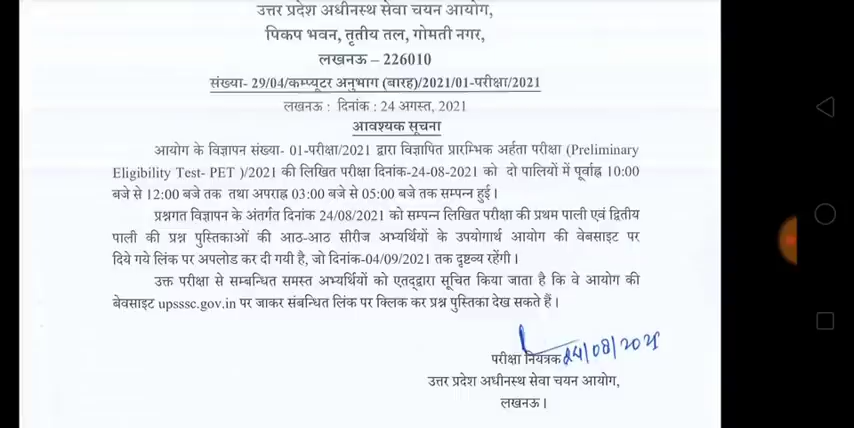 उत्तर प्रदेश अधीनस्थ सेवा चयन आयोग,
पिकप भवन, तृतीय तल, गोमती नगर,
लखनऊ – 226010
संख्या- 29/04/कम्प्यूटर अनुभाग (बारह)/2021/01-परीक्षा/2021
लखनऊ : दिनांक : 24 अगस्त, 2021
आवश्यक सूचना
आयोग के विज्ञापन संख्या- 01-परीक्षा/2021 द्वारा विज्ञापित प्रारम्भिक अर्हता परीक्षा (Preliminary
Eligibility Test- PET )/2021 की लिखित परीक्षा दिनांक-24-08-2021 को दो पालियों में पूर्वाह्न 10:00
बजे से 12:00 बजे तक तथा अपराह्न 03:00 बजे से 05:00 बजे तक सम्पन्न हुई।
प्रश्नगत विज्ञापन के अंतर्गत दिनांक 24/08/2021 को सम्पन्न लिखित परीक्षा की प्रथम पाली एवं द्वितीय
पाली की प्रश्न पुस्तिकाओं की आठ-आठ सीरीज अभ्यर्थियों के उपयोगार्थ आयोग की वेबसाइट पर
दिये गये लिंक पर अपलोड कर दी गयी है, जो दिनांक-04/09/2021 तक दृष्टव्य रहेंगी।
उक्त परीक्षा से सम्बन्धित समस्त अभ्यर्थियों को एतद्द्वारा सूचित किया जाता है कि वे आयोग की
बेवसाइट upsssc.gov.in पर जाकर संबन्धित लिंक पर क्लिक कर प्रश्न पुस्तिका देख सकते हैं।
24/08/2021
परीक्षा नियंत्रक
उत्तर प्रदेश अधीनस्थ सेवा चयन आयोग,
लखनऊ।